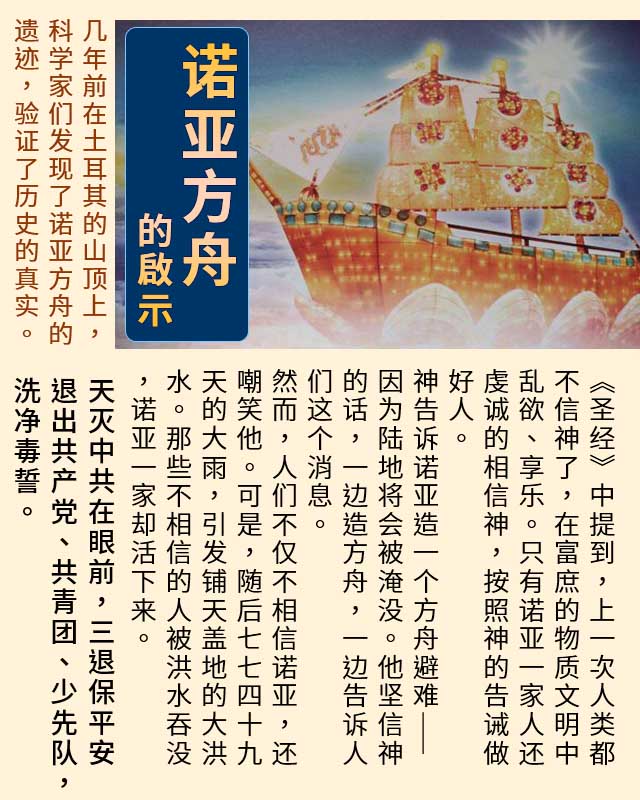 诺亚方舟
的啟示
几年前在土耳其的山顶上，
科学家们发现了诺亚方舟的
遗迹，验证了历史的真实。
《圣经》中提到，上一次人类都
不信神了，在富庶的物质文明中
乱欲、享乐。只有诺亚一家人还
虔诚的相信神，按照神的告诫做
好人。
神告诉诺亚造一个方舟避难——
因为陆地将会被淹没。他坚信神
的话，一边造方舟，一边告诉人
们这个消息。
然而，人们不仅不相信诺亚，还
嘲笑他。可是，随后七七四十九
天的大雨，引发铺天盖地的大洪
水。那些不相信的人被洪水吞没
，诺亚一家却活下来。
天灭中共在眼前，三退保平安
退出共产党、共青团、少先队，
洗净毒誓。